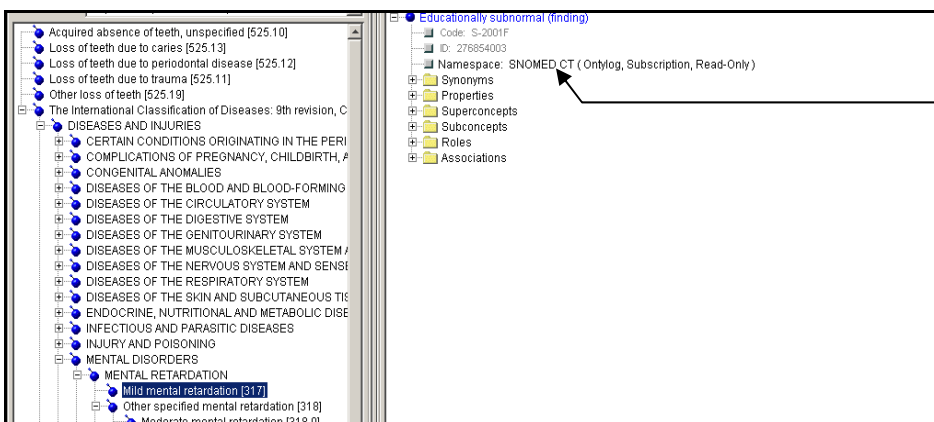 Acquired absence of teeth, unspecified [525.10]
Loss of teeth due to caries [525.13]
Loss of teeth due to periodontal disease [525.12]
Loss of teeth due to trauma [525.11]
Other loss of teeth [525.19]
The International Classification of Diseases: 9th revision, C
DISEASES AND INJURIES
CERTAIN CONDITIONS ORIGINATING IN THE PERI
COMPLICATIONS OF PREGNANCY, CHILDBIRTH, A
CONGENITAL ANOMALIES
DISEASES OF THE BLOOD AND BLOOD-FORMING
DISEASES OF THE CIRCULATORY SYSTEM
DISEASES OF THE DIGESTIVE SYSTEM
DISEASES OF THE GENITOURINARY SYSTEM
DISEASES OF THE MUSCULOSKELETAL SYSTEM A
DISEASES OF THE NERVOUS SYSTEM AND SENSE
DISEASES OF THE RESPIRATORY SYSTEM
DISEASES OF THE SKIN AND SUBCUTANEOUS TIS
ENDOCRINE, NUTRITIONAL AND METABOLIC DISE
INFECTIOUS AND PARASITIC DISEASES
INJURY AND POISONING
MENTAL DISORDERS
MENTAL RETARDATION
Mild mental retardation [317]
Other specified mental retardation [318]
Moderate mental retardation [318.0]
Educationally subnormal (finding)
Code: S-2001F
ID: 276854003
Namespace: SNOMED CT ( Ontylog, Subscription, Read-Only )
Synonyms
Properties
Superconcepts
Subconcepts
Roles
Associations